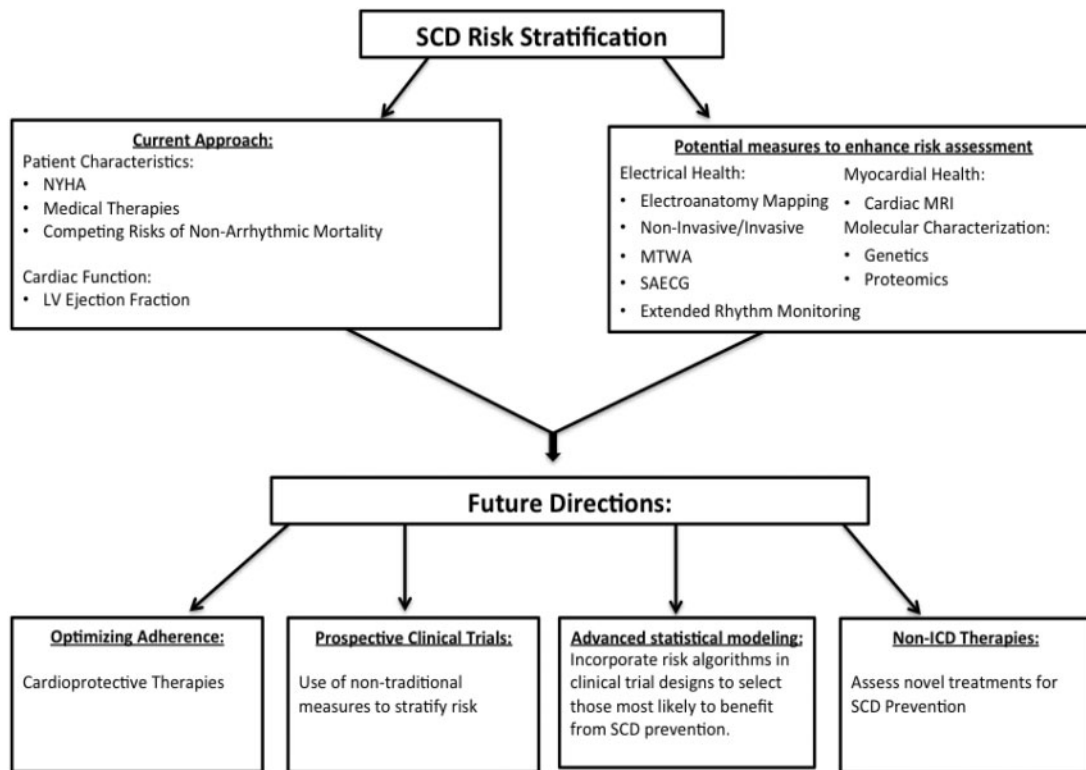 SCD Risk Stratification
Current Approach:
Patient Characteristics:
• NYHA
• Medical Therapies
• Competing Risks of Non-Arrhythmic Mortality
Cardiac Function:
• LV Ejection Fraction
Potential measures to enhance risk assessment
Electrical Health:
• Electroanatomy Mapping
• Non-Invasive/Invasive
• MTWA
• SAECG
• Extended Rhythm Monitoring
Myocardial Health:
• Cardiac MRI
Molecular Characterization:
• Genetics
• Proteomics
Future Directions:
Optimizing Adherence:
Cardioprotective Therapies
Prospective Clinical Trials:
Use of non-traditional
measures to stratify risk
Advanced statistical modeling:
Incorporate risk algorithms in
clinical trial designs to select
those most likely to benefit
from SCD prevention.
Non-ICD Therapies:
Assess novel treatments for
SCD Prevention